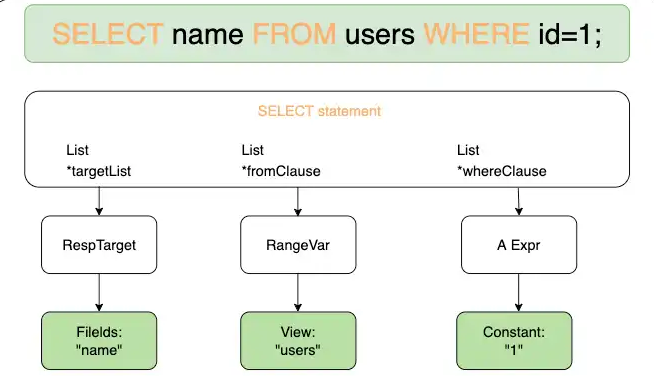 SELECT name FROM users WHERE id=1;
SELECT statement
List
*targetList
List
*fromClause
List
*whereClause
RespTarget
RangeVar
A Expr
Filelds:
"name"
View:
"users"
Constant:
"1"